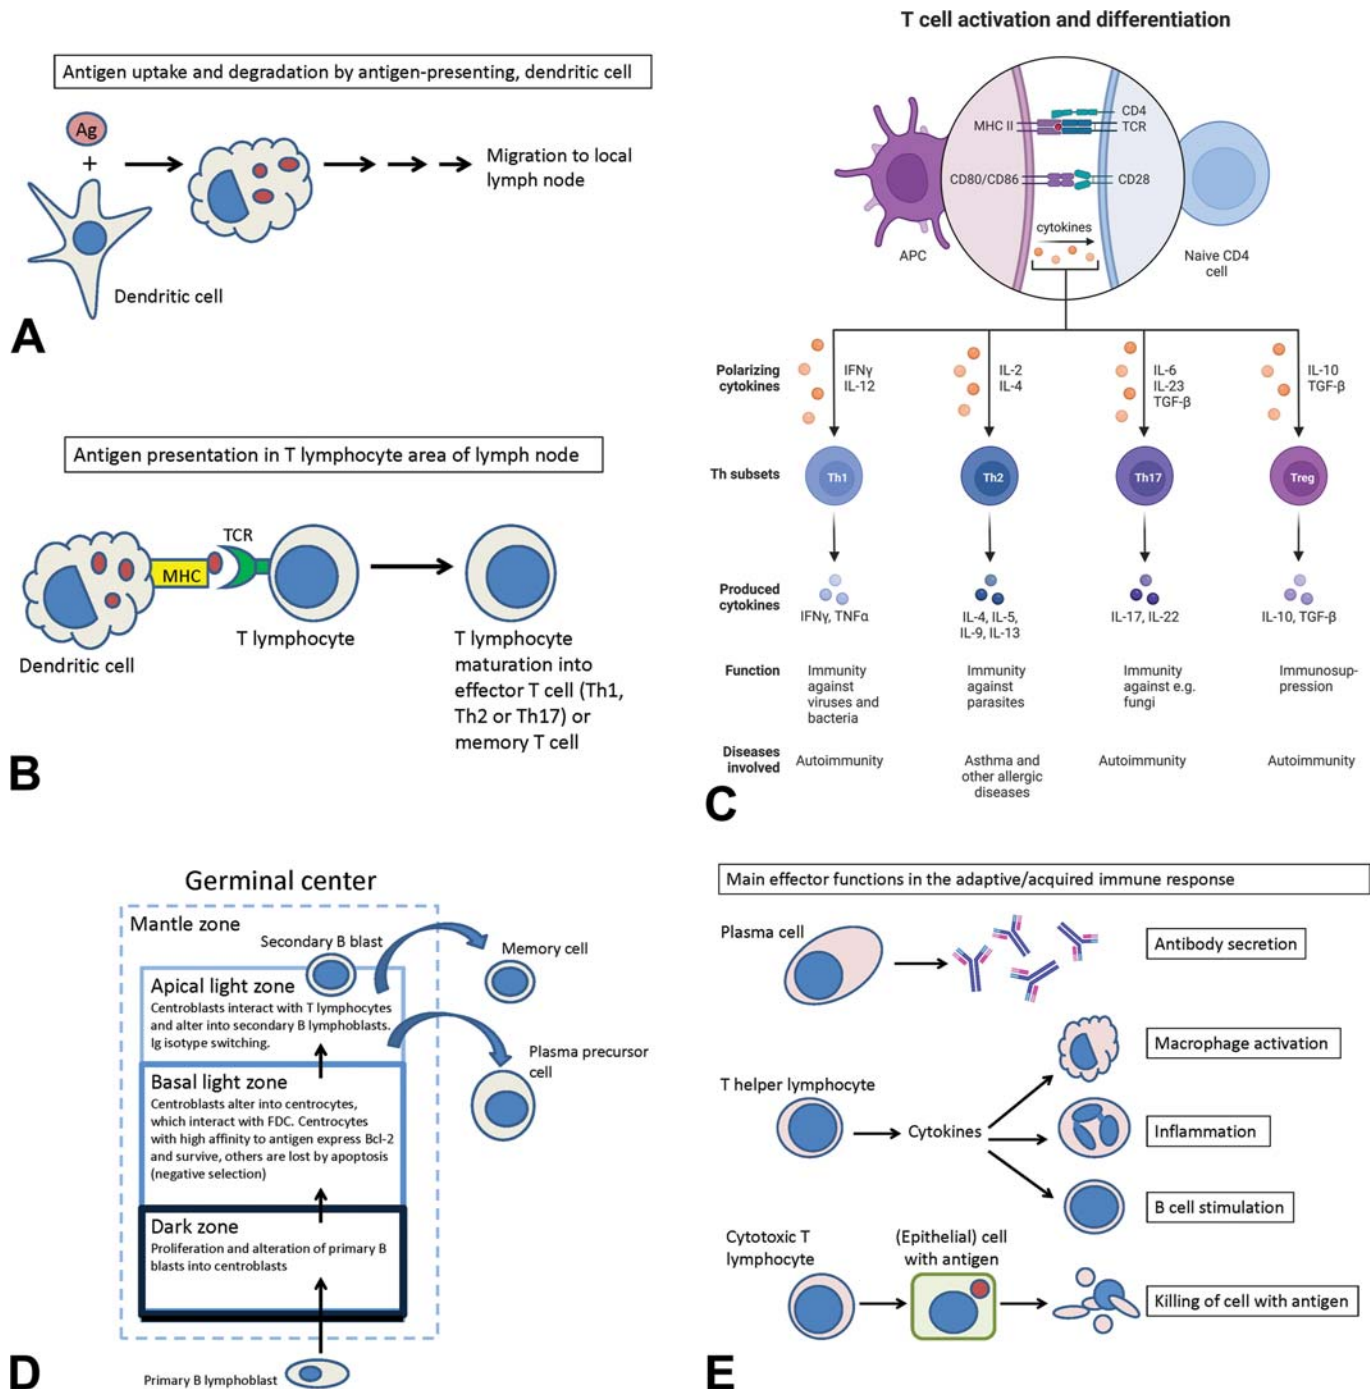 Antigen uptake and degradation by antigen-presenting, dendritic cell
Ag
+
Migration to local
lymph node
Dendritic cell
A
Antigen presentation in T lymphocyte area of lymph node
TCR
MHC
T lymphocyte
Dendritic cell
T lymphocyte
maturation into
effector T cell (Th1,
Th2 or Th17) or
memory T cell
B
T cell activation and differentiation
CD4
MHC II
TCR
CD80/CD86
CD28
cytokines
APC
Naive CD4
cell
Polarizing
cytokines
IFNγ
IL-12
IL-2
IL-4
IL-6
IL-23
TGF-β
IL-10
TGF-β
Th subsets
Th1
Th2
Th17
Treg
Produced
cytokines
IFNγ, TNFα
IL-4, IL-5,
IL-9, IL-13
IL-17, IL-22
IL-10, TGF-β
Function
Immunity
against
viruses and
bacteria
Immunity
against
parasites
Immunity
against e.g.
fungi
Immunosup-
pression
Diseases
involved
Autoimmunity
Asthma and
other allergic
diseases
Autoimmunity
Autoimmunity
C
Germinal center
Mantle zone
Secondary B blast
Memory cell
Apical light zone
Centroblasts interact with T lymphocytes
and alter into secondary B lymphoblasts.
Ig isotype switching.
Plasma precursor
cell
Basal light zone
Centroblasts alter into centrocytes,
which interact with FDC. Centrocytes
with high affinity to antigen express Bcl-2
and survive, others are lost by apoptosis
(negative selection)
Dark zone
Proliferation and alteration of primary B
blasts into centroblasts
Primary B lymphoblast
D
Main effector functions in the adaptive/acquired immune response
Plasma cell
Antibody secretion
Macrophage activation
T helper lymphocyte
Cytokines
Inflammation
B cell stimulation
Cytotoxic T
lymphocyte
(Epithelial) cell
with antigen
Killing of cell with antigen
E